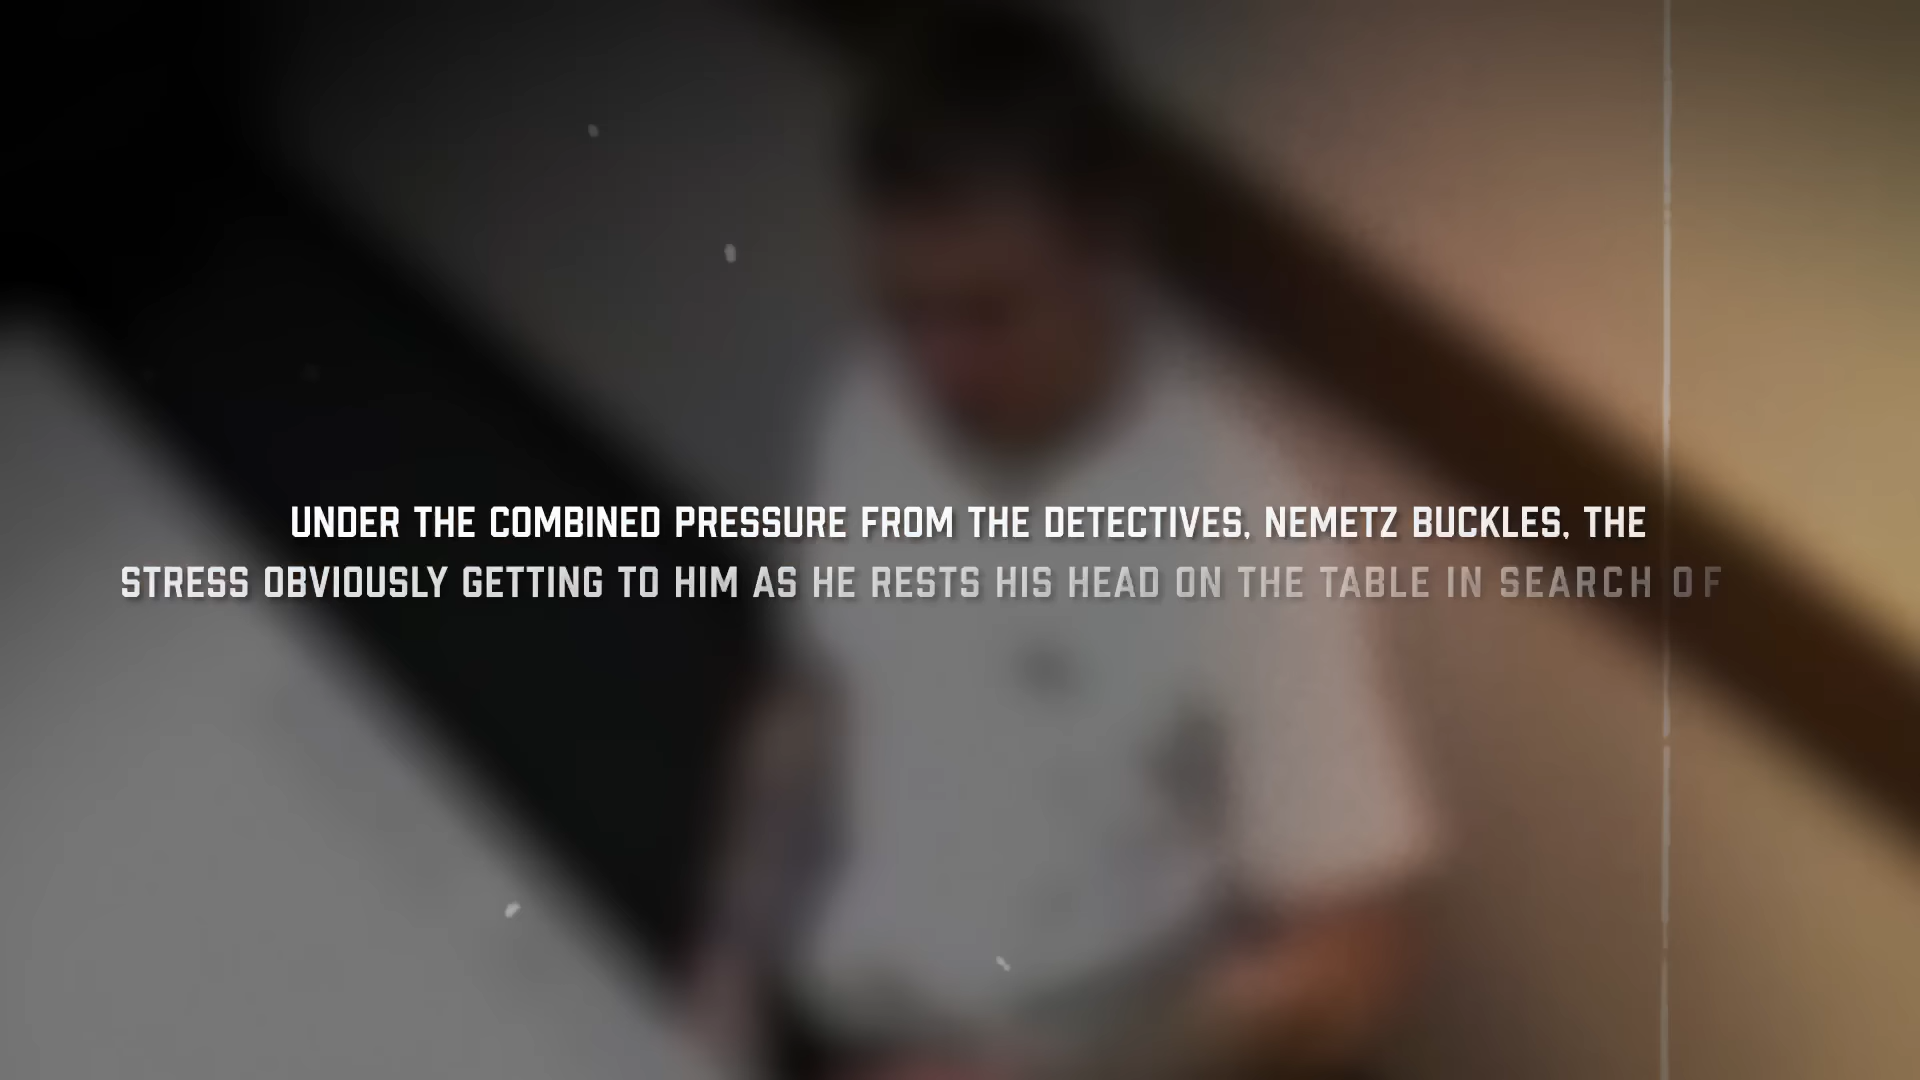 UNDER THE COMBINED PRESSURE FROM THE DETECTIVES, NEMETZ BUCKLES, THE
STRESS OBVIOUSLY GETTING TO HIM AS HE RESTS HIS HEAD ON THE TABLE IN SEARCH OF